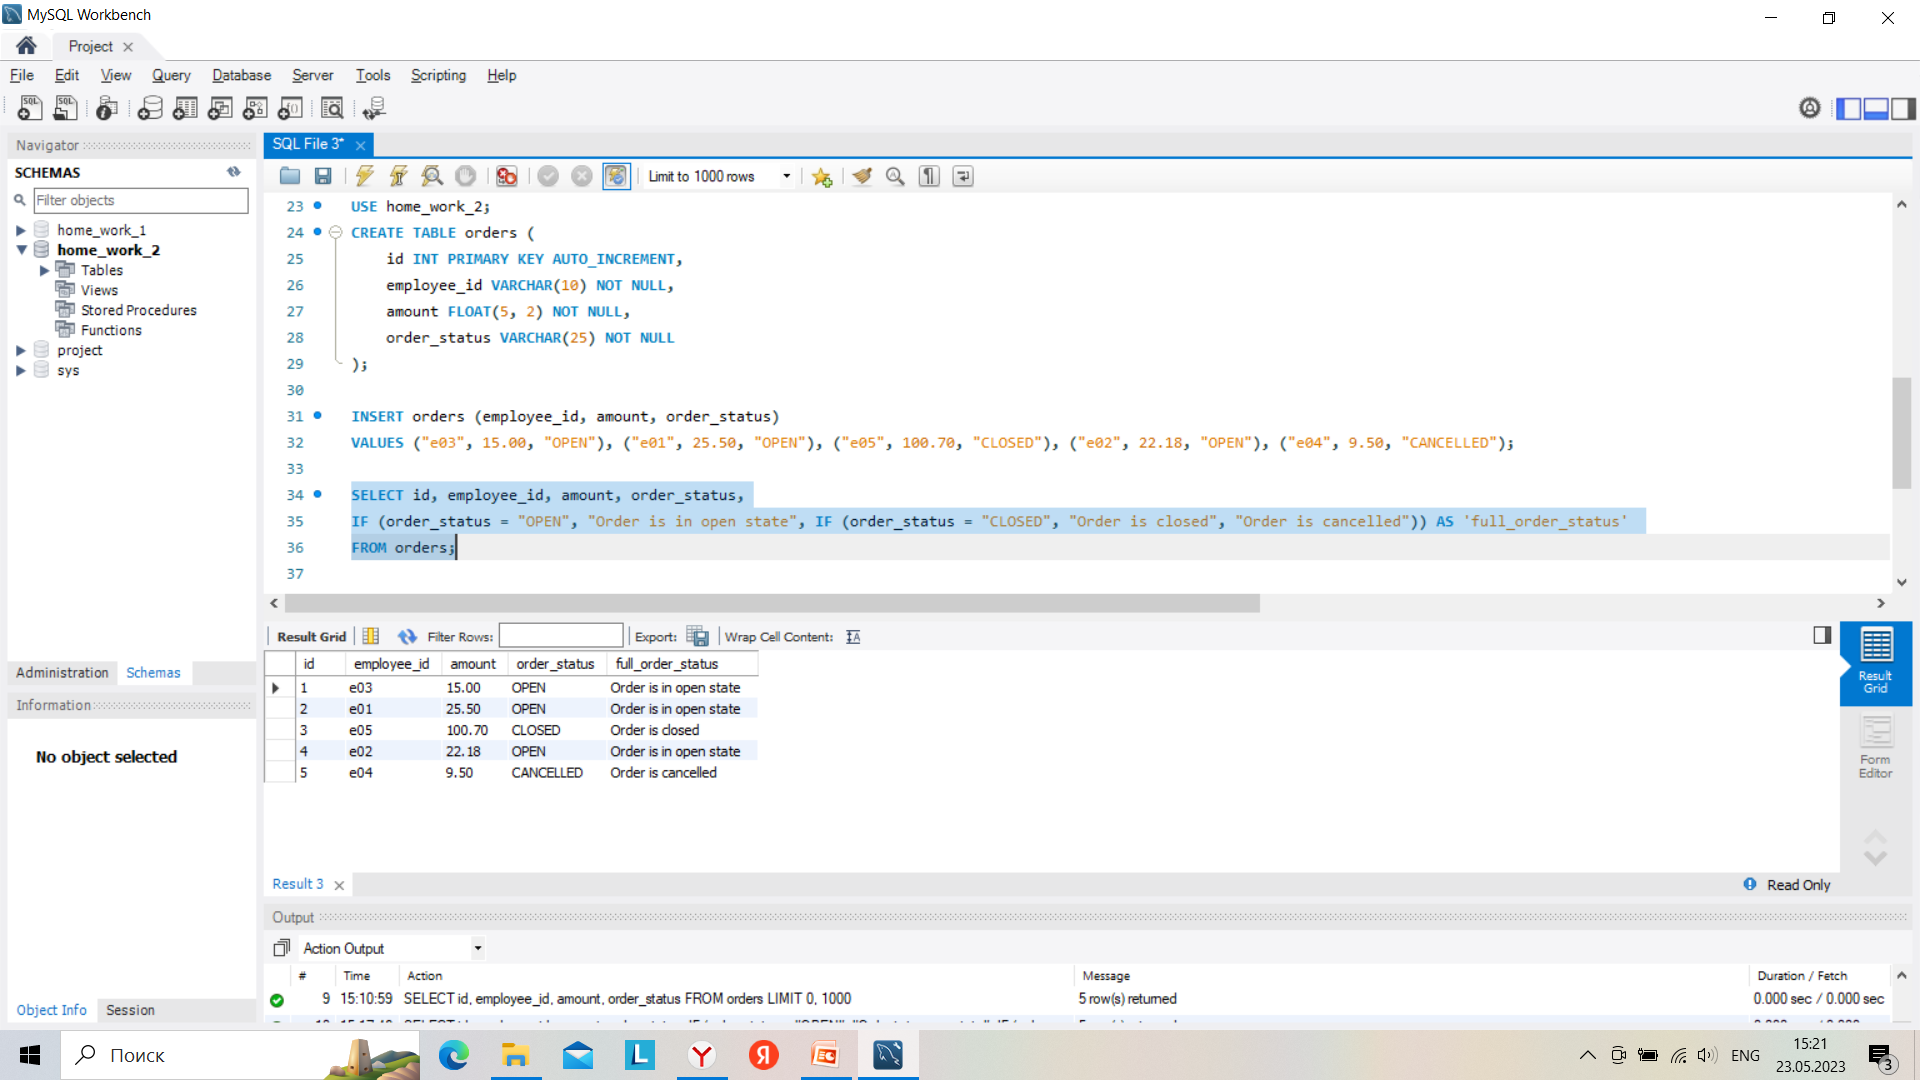 MySQL Workbench
Project
File Edit View Query Database Server Tools Scripting Help
Navigator
SCHEMAS
Filter objects
home_work_1
home_work_2
Tables
Views
Stored Procedures
Functions
project
sys
Administration Schemas
Information
No object selected
Object Info Session
SQL File 3*
Limit to 1000 rows
23 USE home_work_2;
24 CREATE TABLE orders (
25 id INT PRIMARY KEY AUTO_INCREMENT,
26 employee_id VARCHAR(10) NOT NULL,
27 amount FLOAT(5, 2) NOT NULL,
28 order_status VARCHAR(25) NOT NULL
29 );
30
31 INSERT orders (employee_id, amount, order_status)
32 VALUES ("e03", 15.00, "OPEN"), ("e01", 25.50, "OPEN"), ("e05", 100.70, "CLOSED"), ("e02", 22.18, "OPEN"), ("e04", 9.50, "CANCELLED");
33
34 SELECT id, employee_id, amount, order_status,
35 IF (order_status = "OPEN", "Order is in open state", IF (order_status = "CLOSED", "Order is closed", "Order is cancelled")) AS 'full_order_status'
36 FROM orders;
37
Result Grid Filter Rows: Export: Wrap Cell Content:
id employee_id amount order_status full_order_status
1 e03 15.00 OPEN Order is in open state
2 e01 25.50 OPEN Order is in open state
3 e05 100.70 CLOSED Order is closed
4 e02 22.18 OPEN Order is in open state
5 e04 9.50 CANCELLED Order is cancelled
Result
Grid
Form
Editor
Result 3
Read Only
Output
Action Output
# Time Action Message Duration / Fetch
9 15:10:59 SELECT id, employee_id, amount, order_status FROM orders LIMIT 0, 1000 5 row(s) returned 0.000 sec / 0.000 sec
Поиск
ENG
15:21
23.05.2023
3